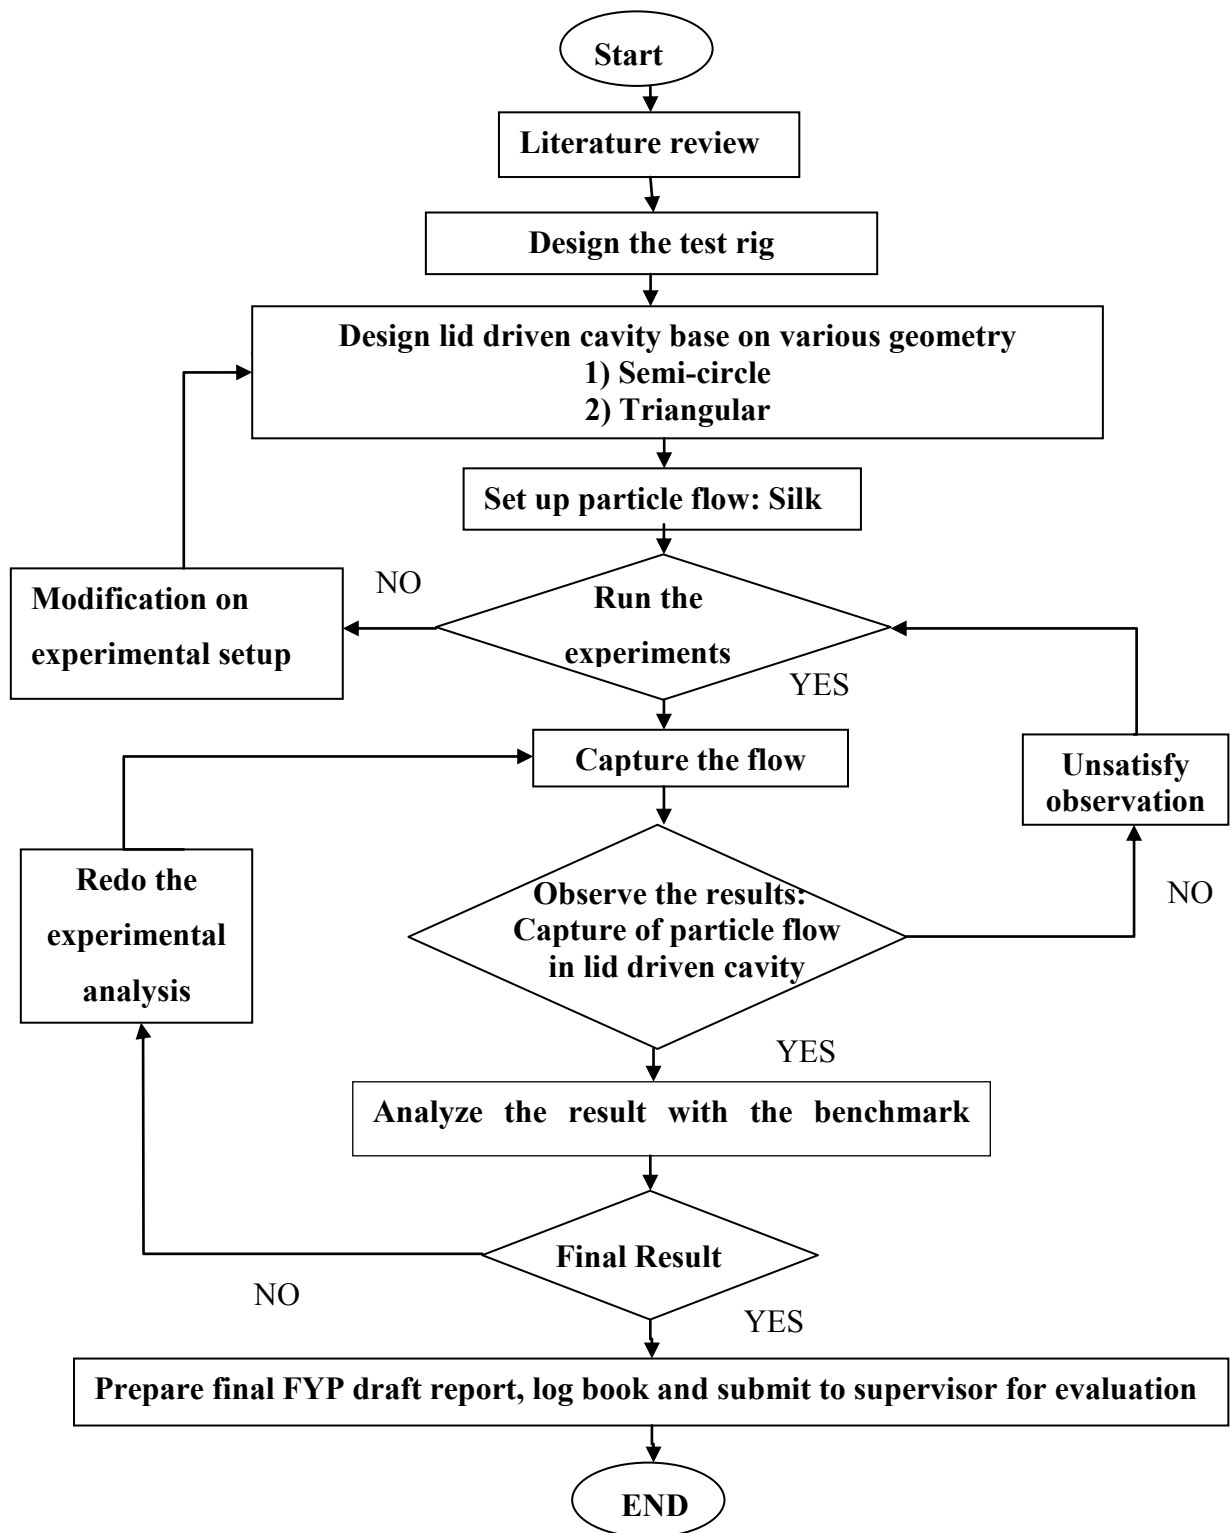 Start
Literature review
Design the test rig
Design lid driven cavity base on various geometry
1) Semi-circle
2) Triangular
Set up particle flow: Silk
NO
Modification on
experimental setup
Run the
experiments
YES
Capture the flow
Unsatisfy
observation
Redo the
experimental
analysis
Observe the results:
Capture of particle flow
in lid driven cavity
NO
YES
Analyze the result with the benchmark
Final Result
NO
YES
Prepare final FYP draft report, log book and submit to supervisor for evaluation
END